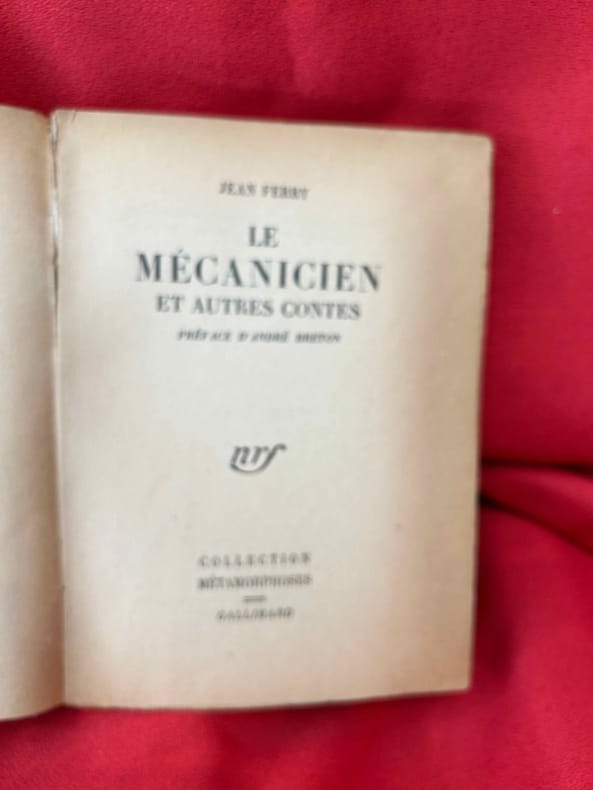 JEAN FERRY
LE
MÉCANICIEN
ET AUTRES CONTES
PRÉFACE D'ANDRÉ BRETON
nrf
COLLECTION
MÉTAMORPHOSES
GALLIMARD